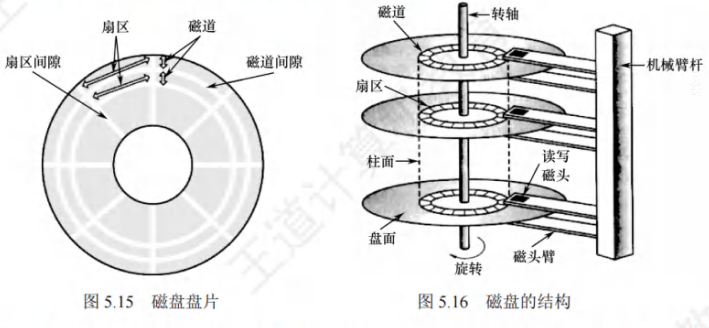 扇区
磁道
扇区间隙
磁道间隙
图 5.15 磁盘盘片
磁道
转轴
机械臂杆
扇区
柱面
读写
磁头
盘面
磁头臂
旋转
图 5.16 磁盘的结构
王道计算